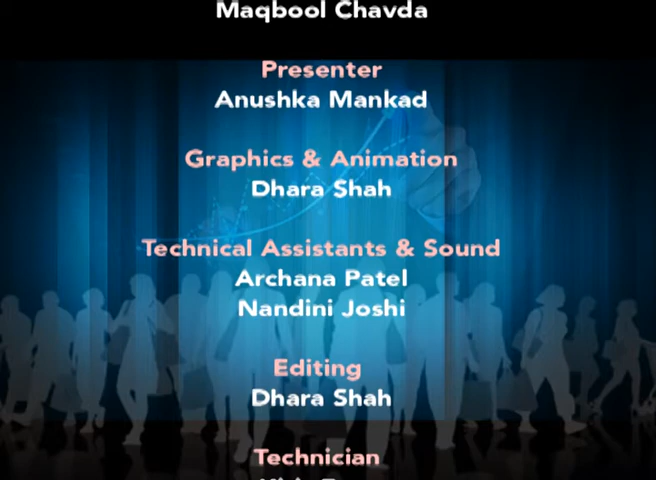 Maqbool Chavda
Presenter
Anushka Mankad
Graphics & Animation
Dhara Shah
Technical Assistants & Sound
Archana Patel
Nandini Joshi
Editing
Dhara Shah
Technician